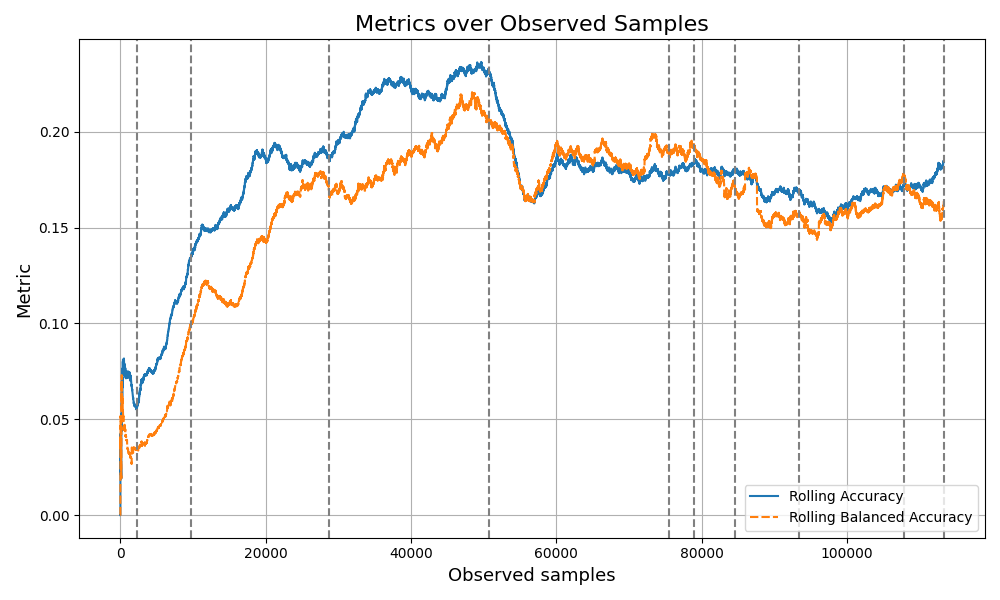 Metrics over Observed Samples
Metric
0.20
0.15
0.10
0.05
0.00
0
20000
40000
60000
80000
100000
Observed samples
Rolling Accuracy
Rolling Balanced Accuracy